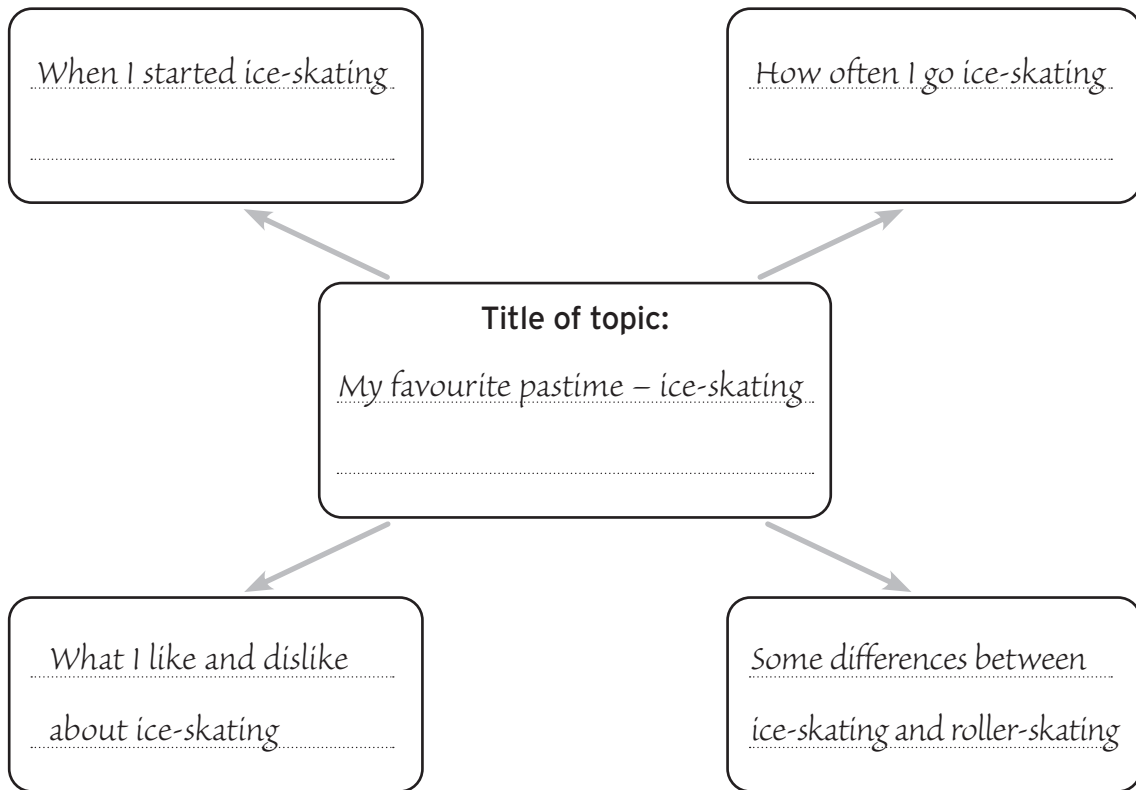 When I started ice-skating
How often I go ice-skating
Title of topic:
My favourite pastime – ice-skating
What I like and dislike
about ice-skating
Some differences between
ice-skating and roller-skating